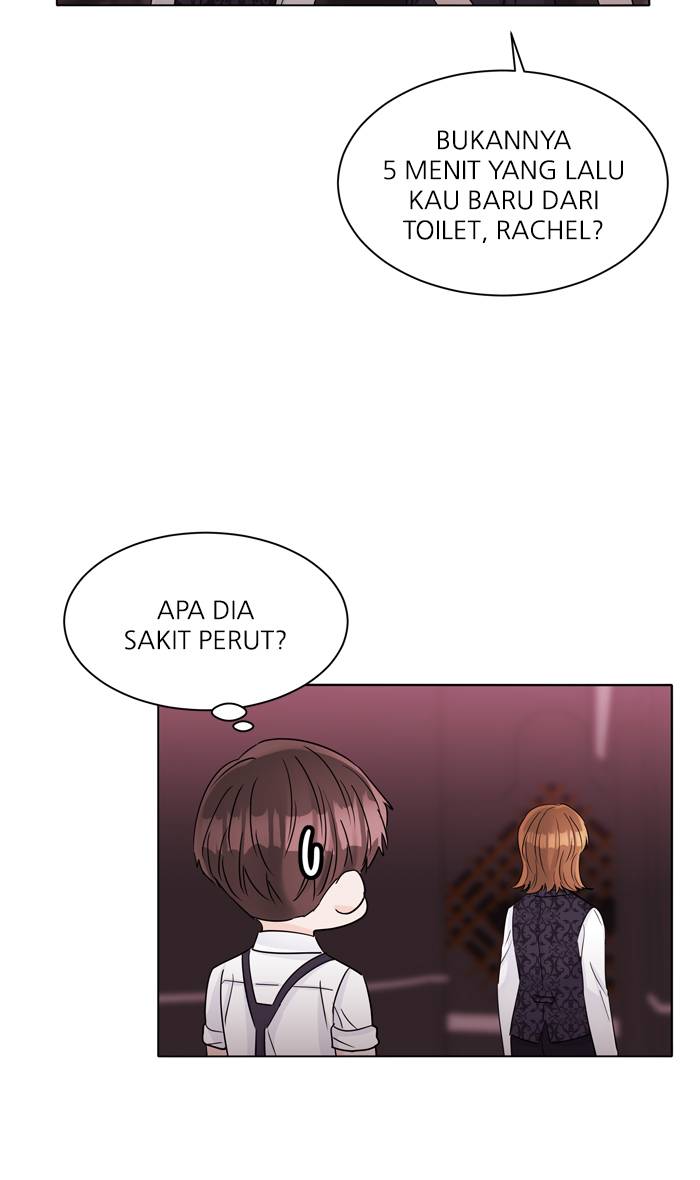 BUKANNYA
5 MENIT YANG LALU
KAU BARU DARI
TOILET, RACHEL?
APA DIA
SAKIT PERUT?